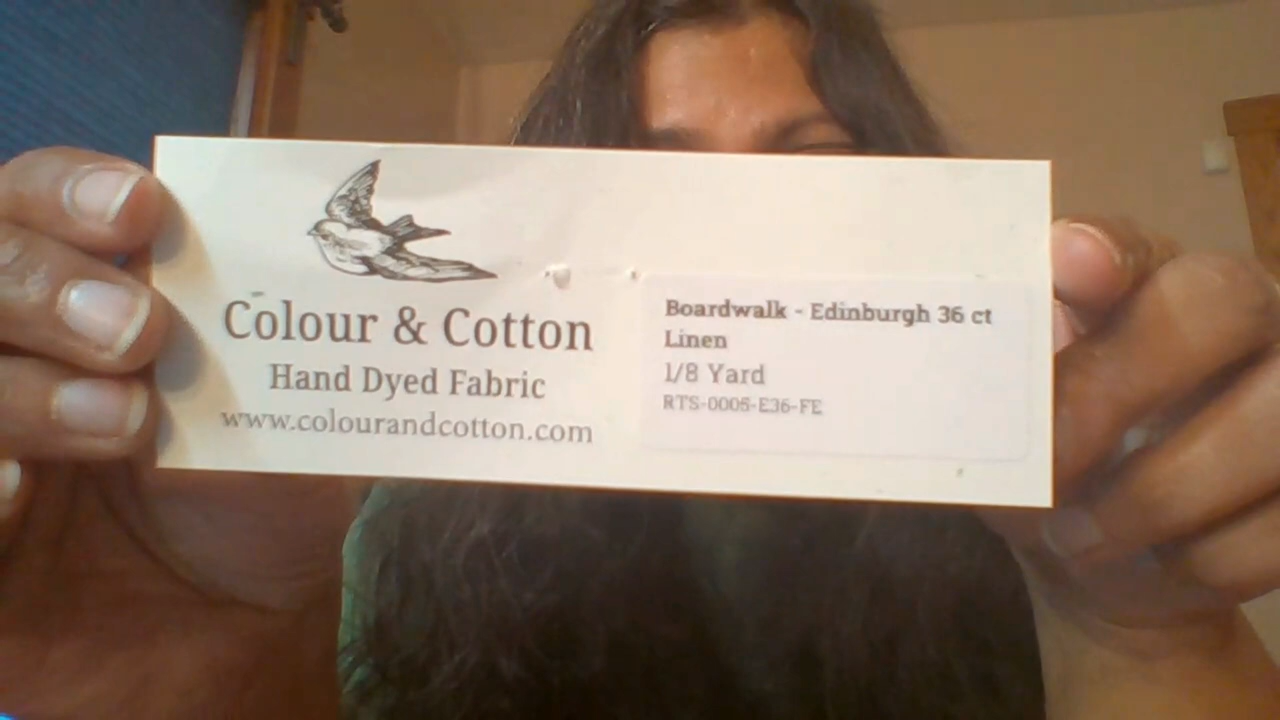 Colour & Cotton
Hand Dyed Fabric
www.colourandcotton.com
Boardwalk - Edinburgh 36 ct
Linen
1/8 Yard
RTS-0005-E36-FE